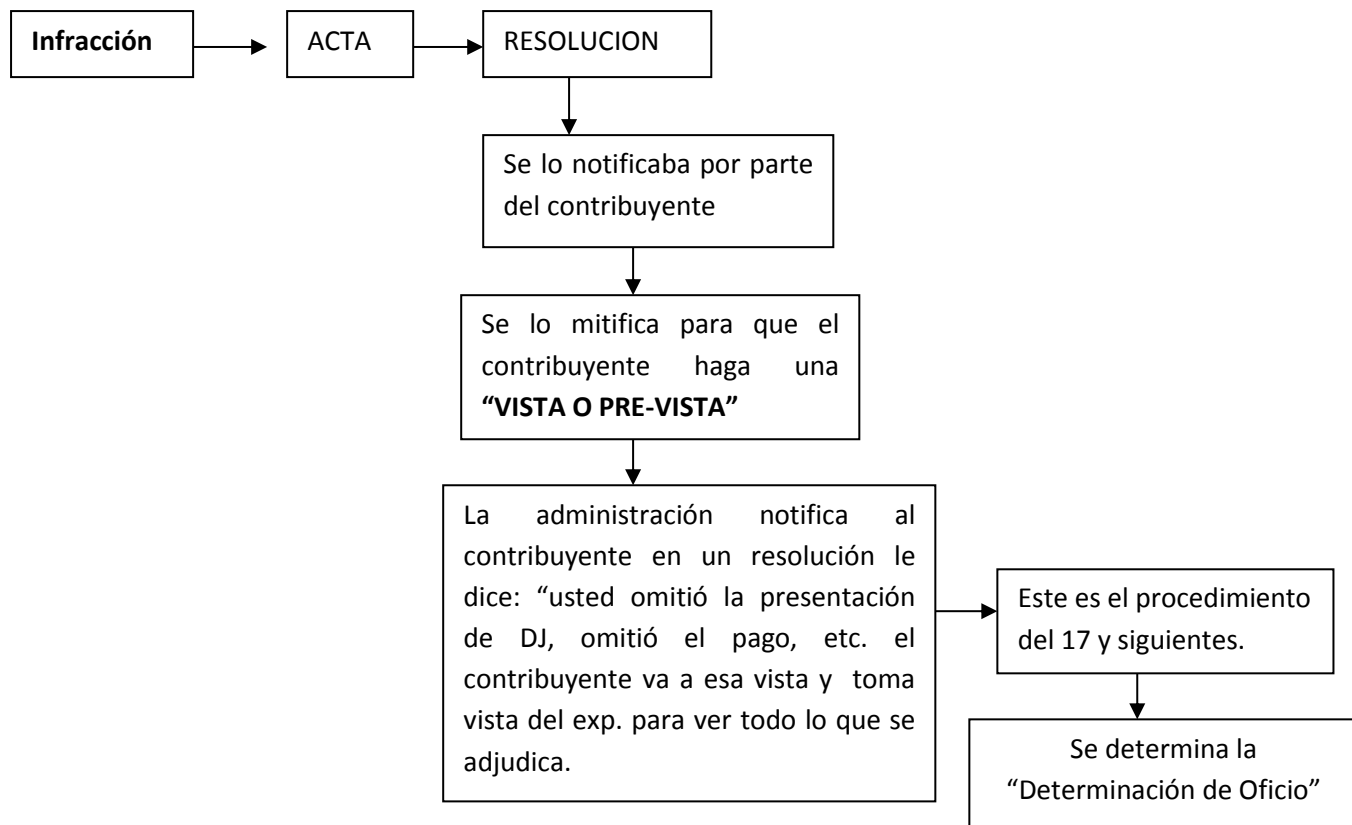 Infracción
ACTA
RESOLUCION
Se lo notificaba por parte
del contribuyente
Se lo mitifica para que el
contribuyente haga una
“VISTA O PRE-VISTA”
La administración notifica al
contribuyente en un resolución le
dice: “usted omitió la presentación
de DJ, omitió el pago, etc. el
contribuyente va a esa vista y toma
vista del exp. para ver todo lo que se
adjudica.
Este es el procedimiento
del 17 y siguientes.
Se determina la
“Determinación de Oficio”